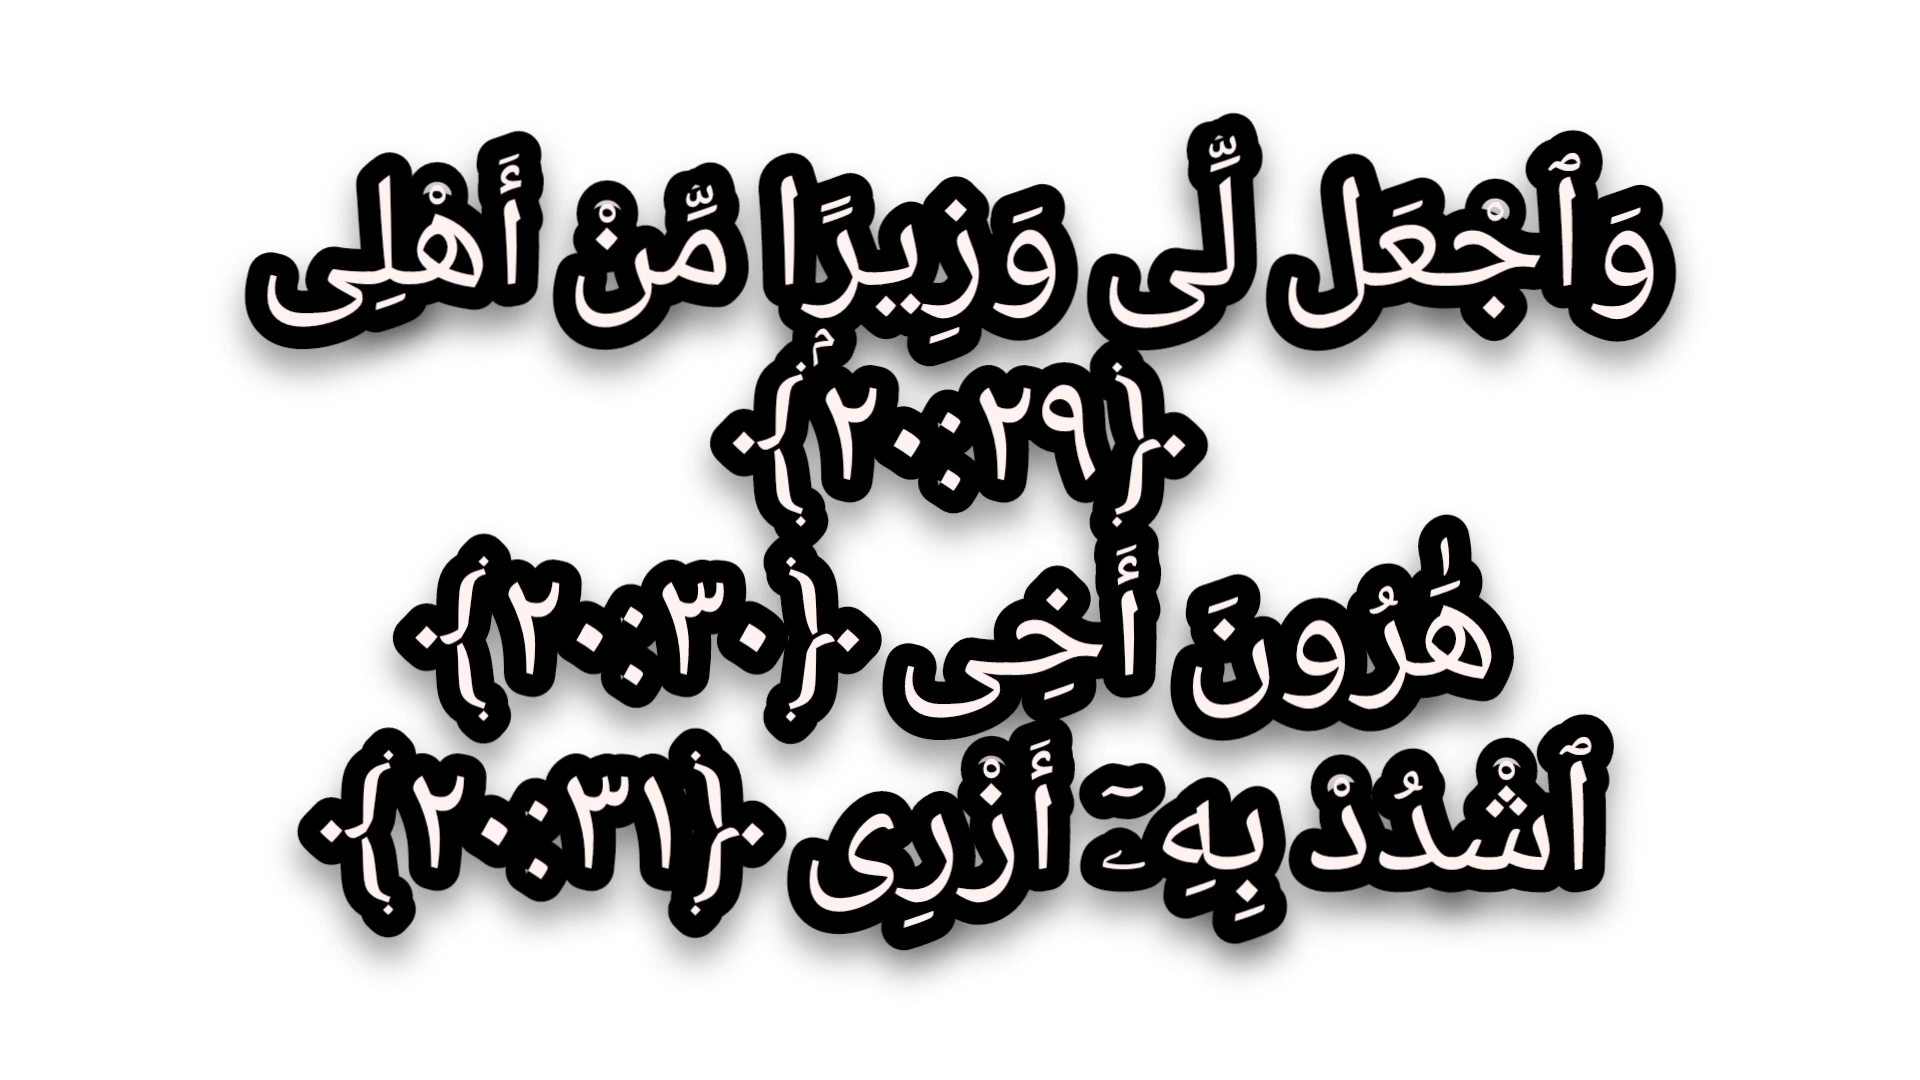 وَٱجْعَل لِّى وَزِيرًا مِّنْ أَهْلِى
﴿٢٠:٢٩﴾
هَٰرُونَ أَخِى ﴿٢٠:٣٠﴾
ٱشْدُدْ بِهِۦٓ أَزْرِى ﴿٢٠:٣١﴾